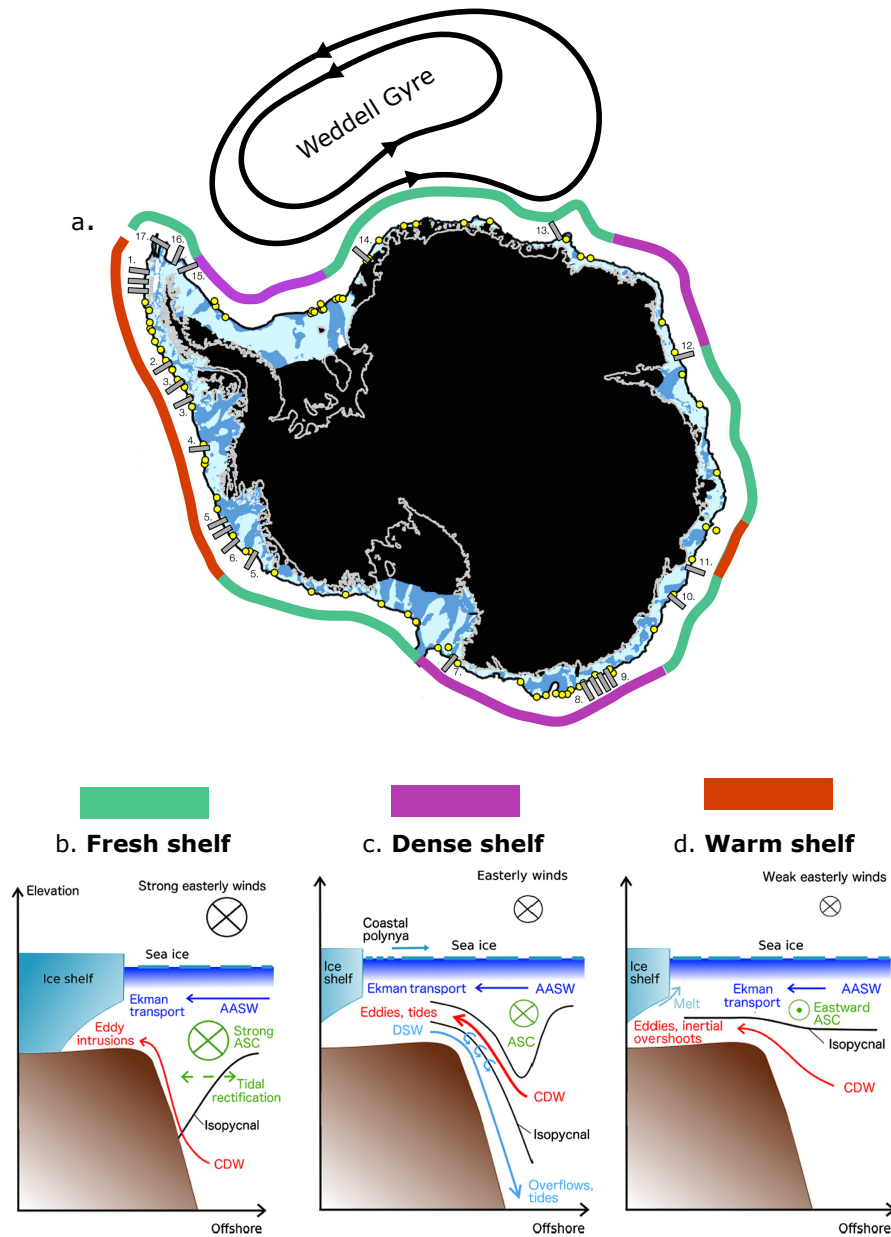 Weddell Gyre
a.
17.
16.
15.
14.
13.
1.
2.
3.
3.
4.
5.
6.
5.
7.
8.
9.
10.
11.
12.
b. Fresh shelf
Elevation
Strong easterly winds
Sea ice
Ice shelf
Ekman
transport
AASW
Eddy
intrusions
Strong
ASC
Tidal
rectification
Isopycnal
CDW
Offshore
c. Dense shelf
Easterly winds
Coastal
polynya
Sea ice
Ice
shelf
Ekman transport
AASW
Eddies, tides
DSW
ASC
CDW
Isopycnal
Overflows,
tides
Offshore
d. Warm shelf
Weak easterly winds
Sea ice
Ice
shelf
Melt
Ekman
transport
AASW
Eastward
ASC
Eddies, inertial
overshoots
Isopycnal
CDW
Offshore